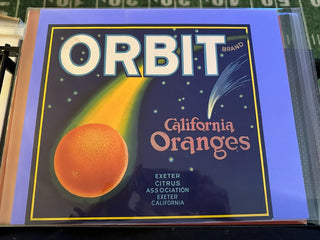 ORBIT
BRAND
California
Oranges
EXETER
CITRUS
ASSOCIATION
EXETER
CALIFORNIA